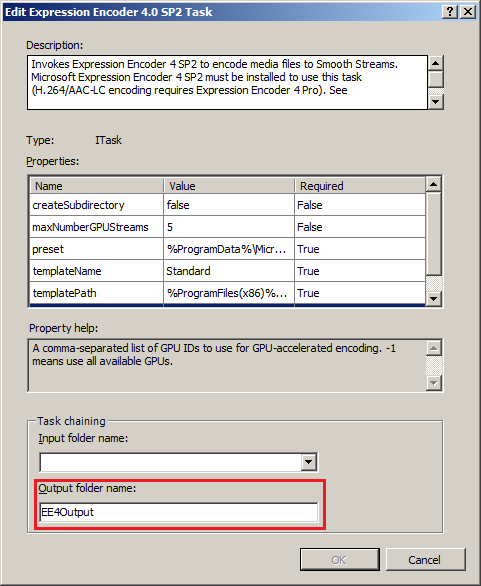 Edit Expression Encoder 4.0 SP2 Task
Description:
Invokes Expression Encoder 4 SP2 to encode media files to Smooth Streams.
Microsoft Expression Encoder 4 SP2 must be installed to use this task
(H.264/AAC-LC encoding requires Expression Encoder 4 Pro). See
Type: ITask
Properties:
Name Value Required
createSubdirectory false False
maxNumberGPUStreams 5 False
preset %ProgramData%\Micr... True
templateName Standard True
templatePath %ProgramFiles(x86)%... True
Property help:
A comma-separated list of GPU IDs to use for GPU-accelerated encoding. -1
means use all available GPUs.
Task chaining
Input folder name:
Output folder name:
EE4Output
OK Cancel